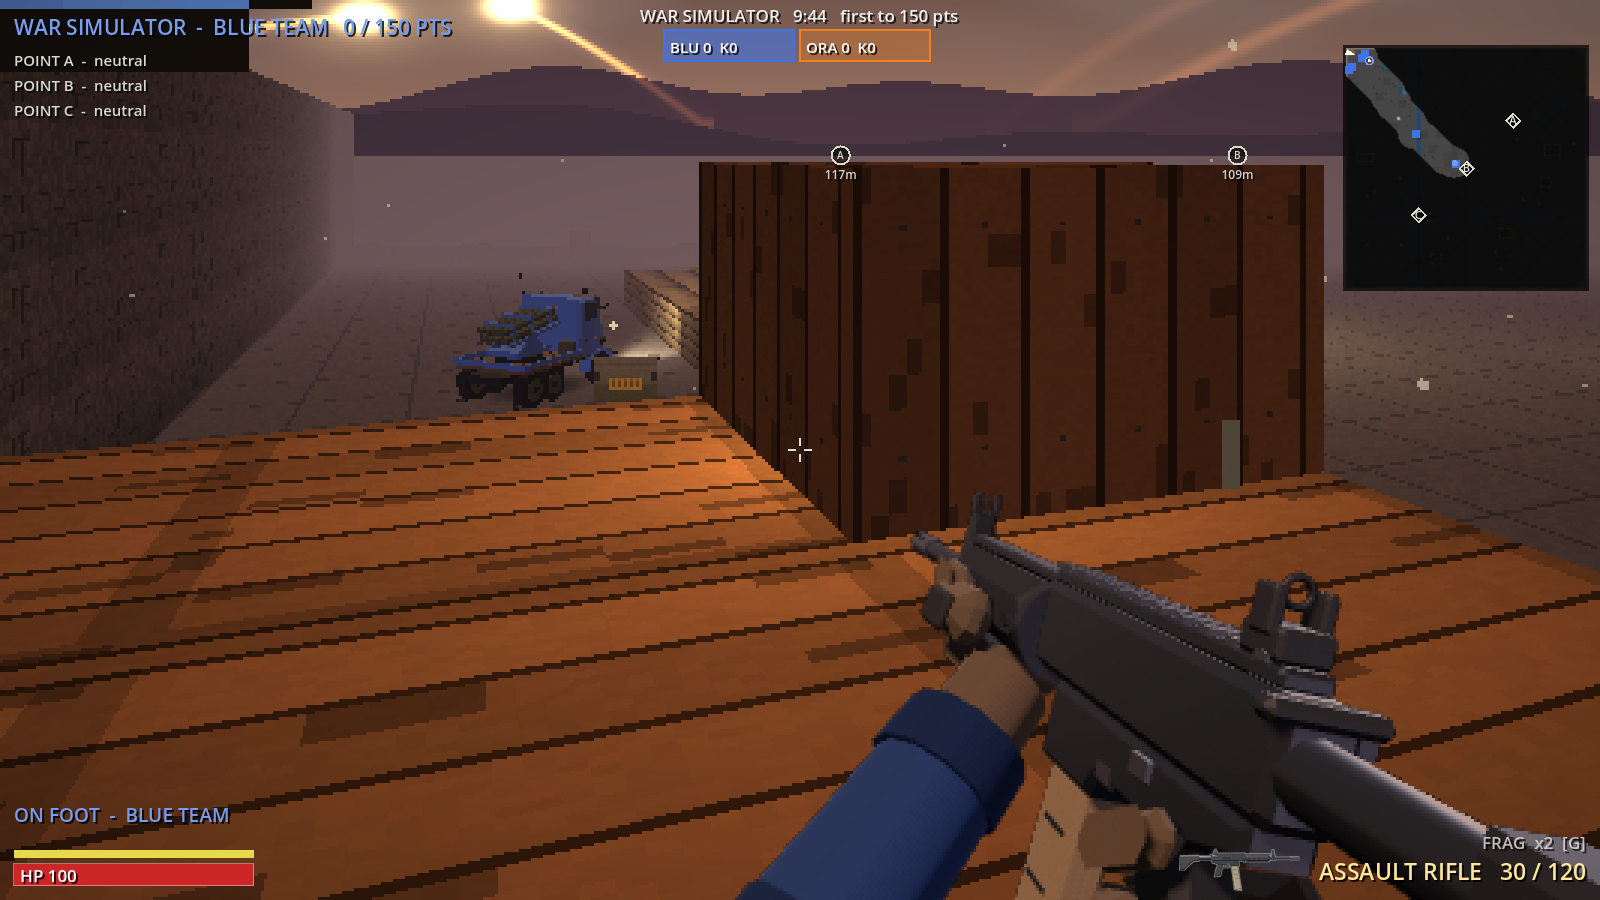 WAR SIMULATOR - BLUE TEAM 0 / 150 PTS
POINT A - neutral
POINT B - neutral
POINT C - neutral
WAR SIMULATOR 9:44 first to 150 pts
BLU 0 K0
ORA 0 K0
A
117m
B
109m
A
B
C
ON FOOT - BLUE TEAM
HP 100
FRAG x2 [G]
ASSAULT RIFLE 30 / 120